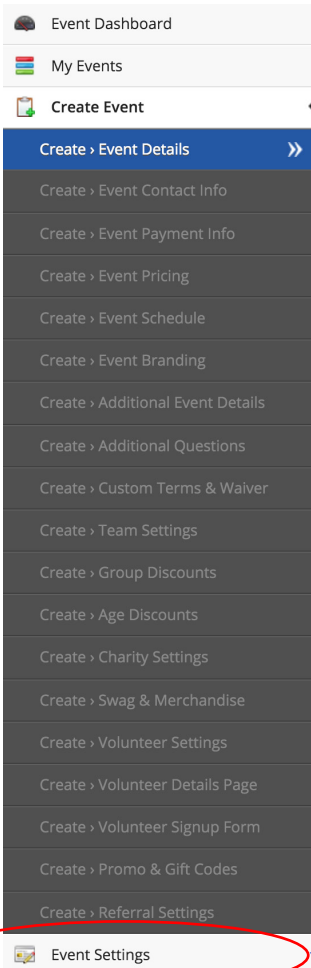 Event Dashboard
My Events
Create Event
Create › Event Details »
Create › Event Contact Info
Create › Event Payment Info
Create › Event Pricing
Create › Event Schedule
Create › Event Branding
Create › Additional Event Details
Create › Additional Questions
Create › Custom Terms & Waiver
Create › Team Settings
Create › Group Discounts
Create › Age Discounts
Create › Charity Settings
Create › Swag & Merchandise
Create › Volunteer Settings
Create › Volunteer Details Page
Create › Volunteer Signup Form
Create › Promo & Gift Codes
Create › Referral Settings
Event Settings